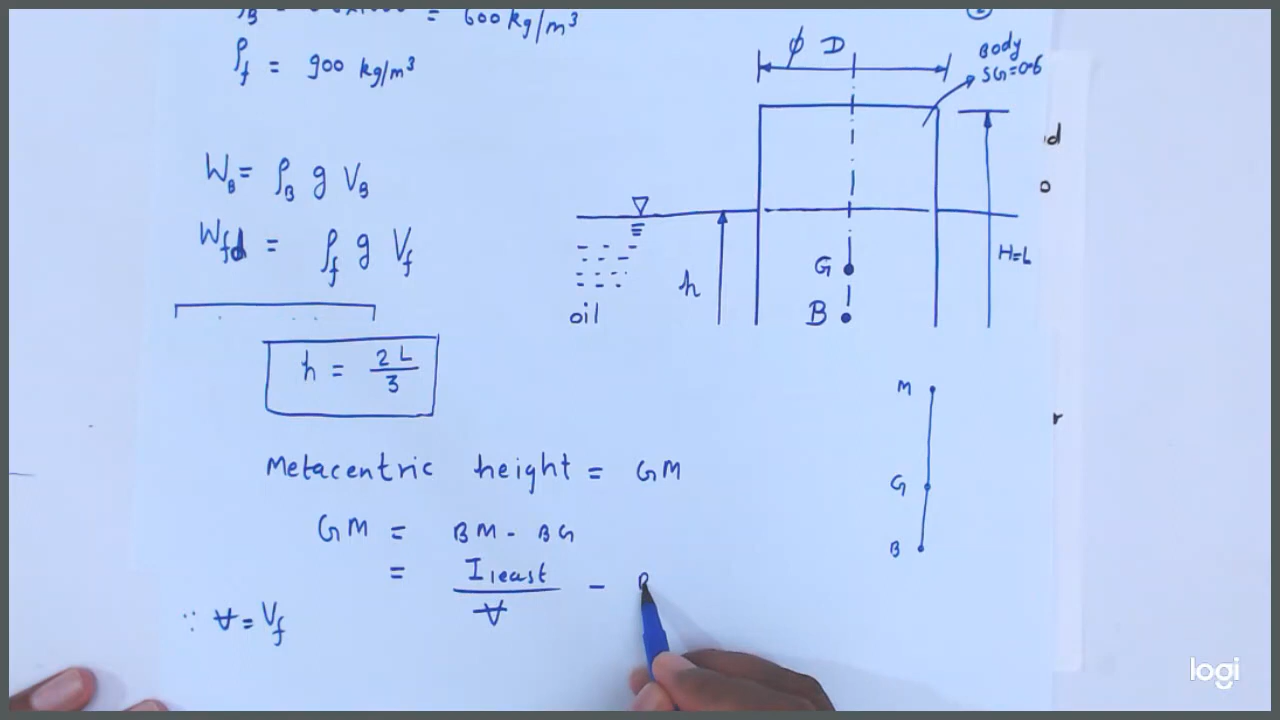 = 600 kg/m³
ρf = 900 kg/m³
WB = ρB g VB
Wfd = ρf g Vf
h = 2L/3
Metacentric height = GM
GM = BM - BG
= I least / V -
∵ V = Vf
φ D
Body
SG=0.6
H=L
h
oil
G
B
M
G
B
d
o
r
logi